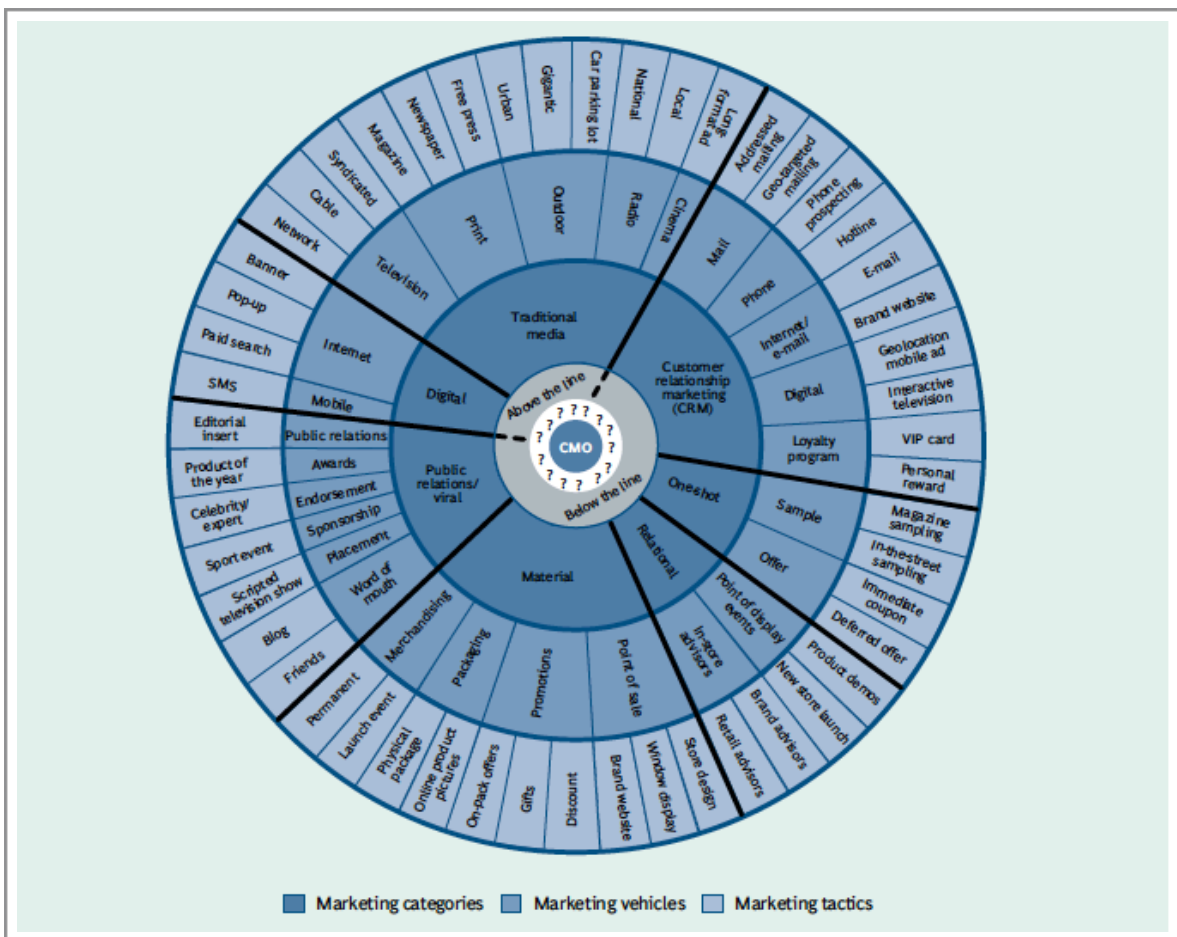 Network
Cable
Syndicated
Magazine
Newspaper
Free press
Urban
Gigantic
Car parking lot
National
Local
Long
format ad
Addressed
mailing
Geo-targeted
mailing
Phone
prospecting
Hotline
E-mail
Brand website
Geolocation
mobile ad
Interactive
television
VIP card
Personal
reward
Magazine
sampling
In-the-street
sampling
Immediate
coupon
Deferred offer
Product demos
New store launch
Brand advisors
Retail advisors
Store design
Window display
Brand website
Discount
Gifts
On-pack offers
Online product
pictures
Physical
package
Launch event
Permanent
Friends
Blog
Scripted
television show
Sport event
Celebrity/
expert
Product of
the year
Editorial
insert
SMS
Paid search
Pop-up
Banner
Television
Print
Outdoor
Radio
Cinema
Mail
Phone
Internet/
e-mail
Digital
Loyalty
program
Sample
Offer
Point of display
events
In-store
advisors
Point of sale
Promotions
Packaging
Merchandising
Word of
mouth
Placement
Sponsorship
Endorsement
Awards
Public relations
Mobile
Internet
Traditional
media
Customer
relationship
marketing
(CRM)
One shot
Relational
Material
Public
relations/
viral
Digital
Above the line
? ? ? ? ? ? ? ? ? ? ? ? ? ?
CMO
Below the line
Marketing categories
Marketing vehicles
Marketing tactics